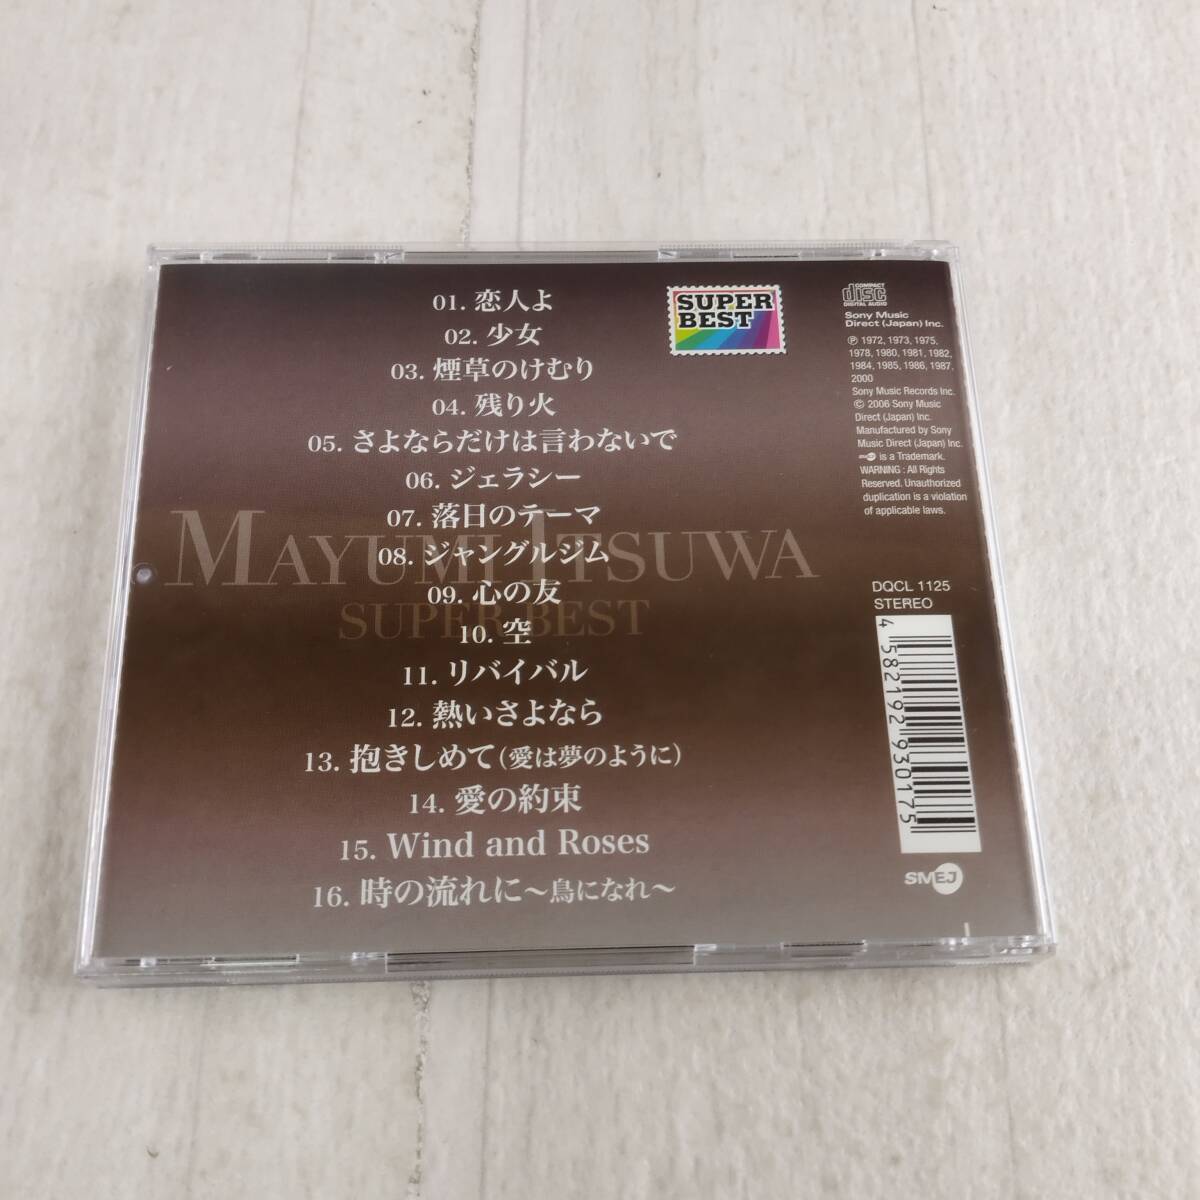 01. 恋人よ
02. 少女
03. 煙草のけむり
04. 残り火
05. さよならだけは言わないで
06. ジェラシー
07. 落日のテーマ
MAYUMI ITSUWA
08. ジャングルジム
09. 心の友
SUPER BEST
10. 空
11. リバイバル
12. 熱いさよなら
13. 抱きしめて(愛は夢のように)
14. 愛の約束
15. Wind and Roses
16. 時の流れに～鳥になれ～
SUPER
BEST
COMPACT
disc
DIGITAL AUDIO
Sony Music
Direct (Japan) Inc.
℗ 1972, 1973, 1975,
1978, 1980, 1981, 1982,
1984, 1985, 1986, 1987,
2000
Sony Music Records Inc.
© 2006 Sony Music
Direct (Japan) Inc.
Manufactured by Sony
Music Direct (Japan) Inc.
is a Trademark.
WARNING : All Rights
Reserved. Unauthorized
duplication is a violation
of applicable laws.
DQCL 1125
STEREO
4 582192 930175
SMEJ